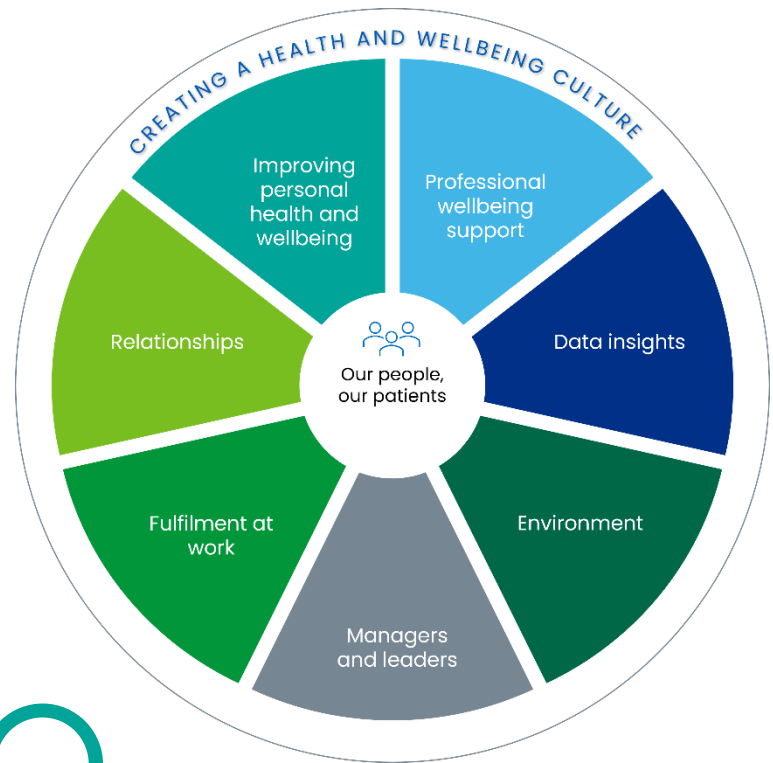 CREATING A HEALTH AND WELLBEING CULTURE
Improving
personal
health and
wellbeing
Professional
wellbeing
support
Relationships
Data insights
Our people,
our patients
Fulfilment at
work
Environment
Managers
and leaders